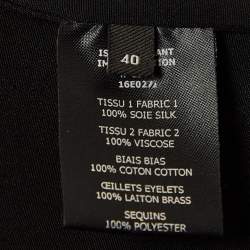 40
16E027
TISSU 1 FABRIC 1
100% SOIE SILK
TISSU 2 FABRIC 2
100% VISCOSE
BIAIS BIAS
100% COTON COTTON
ŒILLETS EYELETS
100% LAITON BRASS
SEQUINS
100% POLYESTER